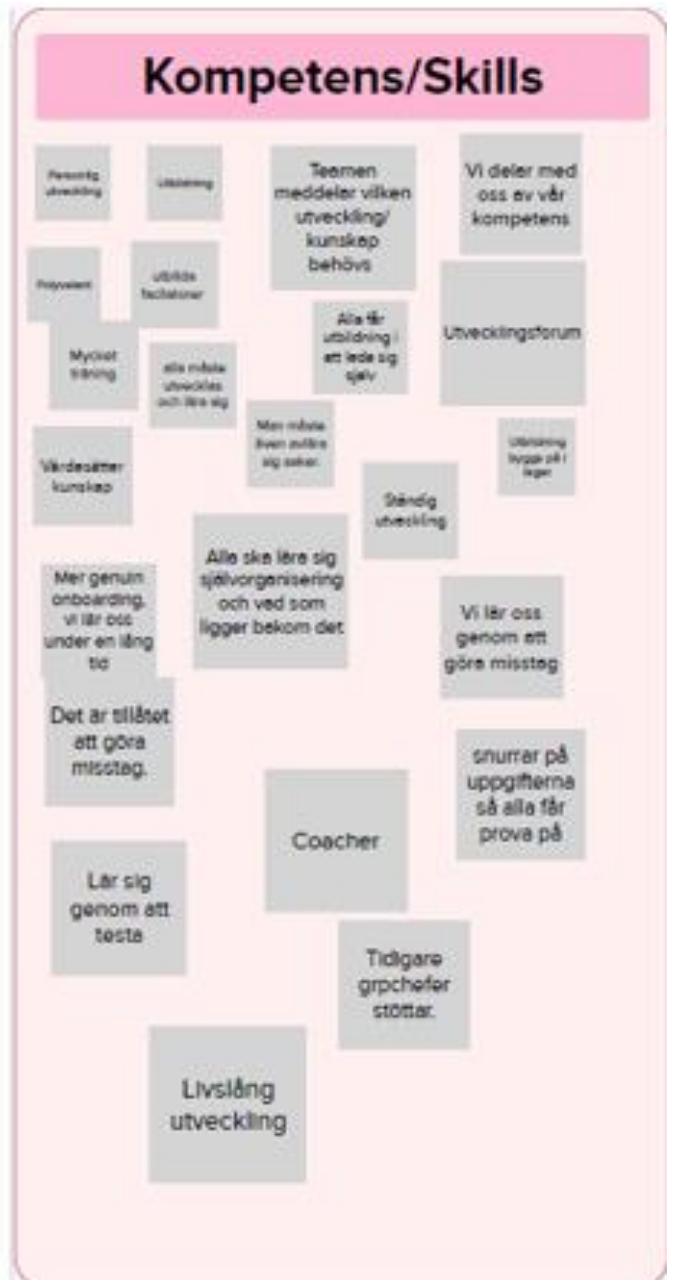 Kompetens/Skills
Personlig
utveckling
Utbildning
Teamen
meddelar vilken
utveckling/
kunskap
behövs
Vi delar med
oss av vår
kompetens
Polyvalent
utbilda
facilitatorer
Alla får
utbildning i
att leda sig
själv
Utvecklingsforum
Mycket
träning
alla måste
utvecklas
och lära sig
Man måste
även avlära
sig saker.
Utbildning
bygga på i
lager
Värdesätter
kunskap
Ständig
utveckling
Alla ska lära sig
självorganisering
och vad som
ligger bakom det
Mer genuin
onboarding,
vi lär oss
under en lång
tid
Vi lär oss
genom att
göra misstag
Det är tillåtet
att göra
misstag.
snurrar på
uppgifterna
så alla får
prova på
Coacher
Lär sig
genom att
testa
Tidigare
grpchefer
stöttar.
Livslång
utveckling